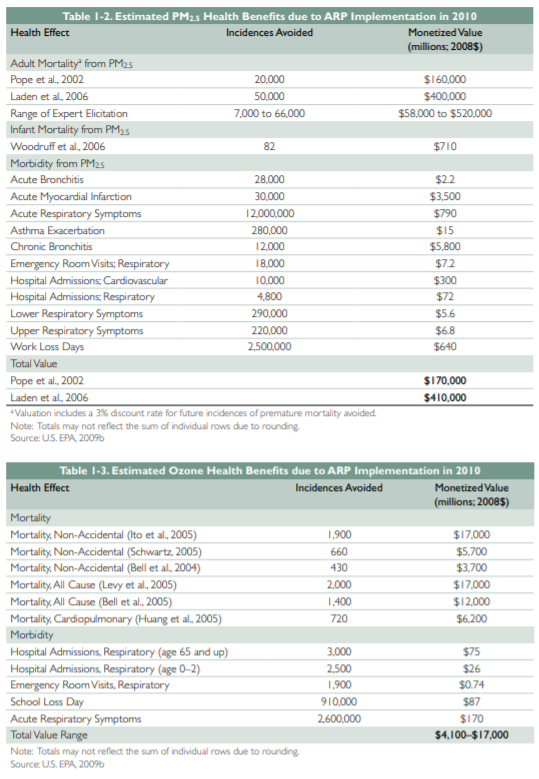 Table 1-2. Estimated PM2.5 Health Benefits due to ARP Implementation in 2010
Health Effect Incidences Avoided Monetized Value
(millions; 2008$)
Adult Mortalityᵃ from PM2.5
Pope et al., 2002 20,000 $160,000
Laden et al., 2006 50,000 $400,000
Range of Expert Elicitation 7,000 to 66,000 $58,000 to $520,000
Infant Mortality from PM2.5
Woodruff et al., 2006 82 $710
Morbidity from PM2.5
Acute Bronchitis 28,000 $2.2
Acute Myocardial Infarction 30,000 $3,500
Acute Respiratory Symptoms 12,000,000 $790
Asthma Exacerbation 280,000 $15
Chronic Bronchitis 12,000 $5,800
Emergency Room Visits; Respiratory 18,000 $7.2
Hospital Admissions; Cardiovascular 10,000 $300
Hospital Admissions; Respiratory 4,800 $72
Lower Respiratory Symptoms 290,000 $5.6
Upper Respiratory Symptoms 220,000 $6.8
Work Loss Days 2,500,000 $640
Total Value
Pope et al., 2002 $170,000
Laden et al., 2006 $410,000
ᵃ Valuation includes a 3% discount rate for future incidences of premature mortality avoided.
Note: Totals may not reflect the sum of individual rows due to rounding.
Source: U.S. EPA, 2009b
Table 1-3. Estimated Ozone Health Benefits due to ARP Implementation in 2010
Health Effect Incidences Avoided Monetized Value
(millions; 2008$)
Mortality
Mortality, Non-Accidental (Ito et al., 2005) 1,900 $17,000
Mortality, Non-Accidental (Schwartz, 2005) 660 $5,700
Mortality, Non-Accidental (Bell et al., 2004) 430 $3,700
Mortality, All Cause (Levy et al., 2005) 2,000 $17,000
Mortality, All Cause (Bell et al., 2005) 1,400 $12,000
Mortality, Cardiopulmonary (Huang et al., 2005) 720 $6,200
Morbidity
Hospital Admissions, Respiratory (age 65 and up) 3,000 $75
Hospital Admissions, Respiratory (age 0–2) 2,500 $26
Emergency Room Visits, Respiratory 1,900 $0.74
School Loss Day 910,000 $87
Acute Respiratory Symptoms 2,600,000 $170
Total Value Range $4,100–$17,000
Note: Totals may not reflect the sum of individual rows due to rounding.
Source: U.S. EPA, 2009b